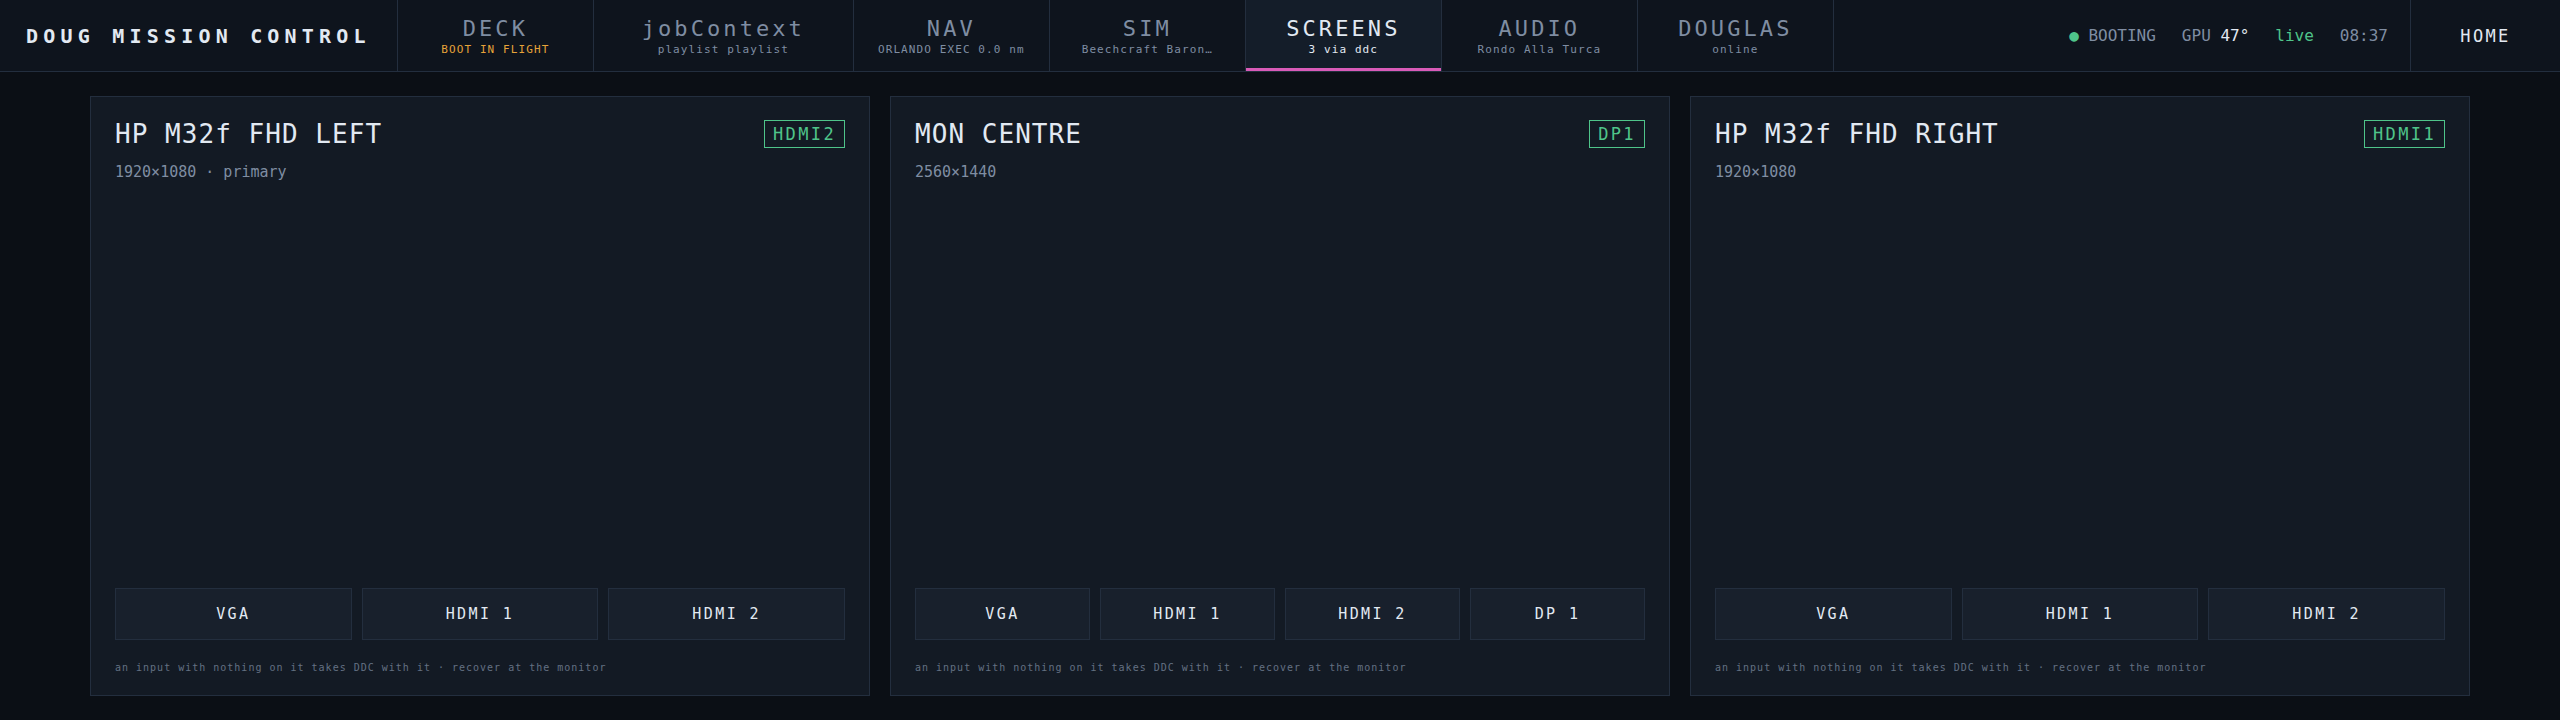 DOUG MISSION CONTROL
DECK
BOOT IN FLIGHT
jobContext
playlist playlist
NAV
ORLANDO EXEC 0.0 nm
SIM
Beechcraft Baron…
SCREENS
3 via ddc
AUDIO
Rondo Alla Turca
DOUGLAS
online
BOOTING
GPU 47°
live
08:37
HOME
HP M32f FHD LEFT
HDMI2
1920×1080 · primary
VGA
HDMI 1
HDMI 2
an input with nothing on it takes DDC with it · recover at the monitor
MON CENTRE
DP1
2560×1440
VGA
HDMI 1
HDMI 2
DP 1
an input with nothing on it takes DDC with it · recover at the monitor
HP M32f FHD RIGHT
HDMI1
1920×1080
VGA
HDMI 1
HDMI 2
an input with nothing on it takes DDC with it · recover at the monitor